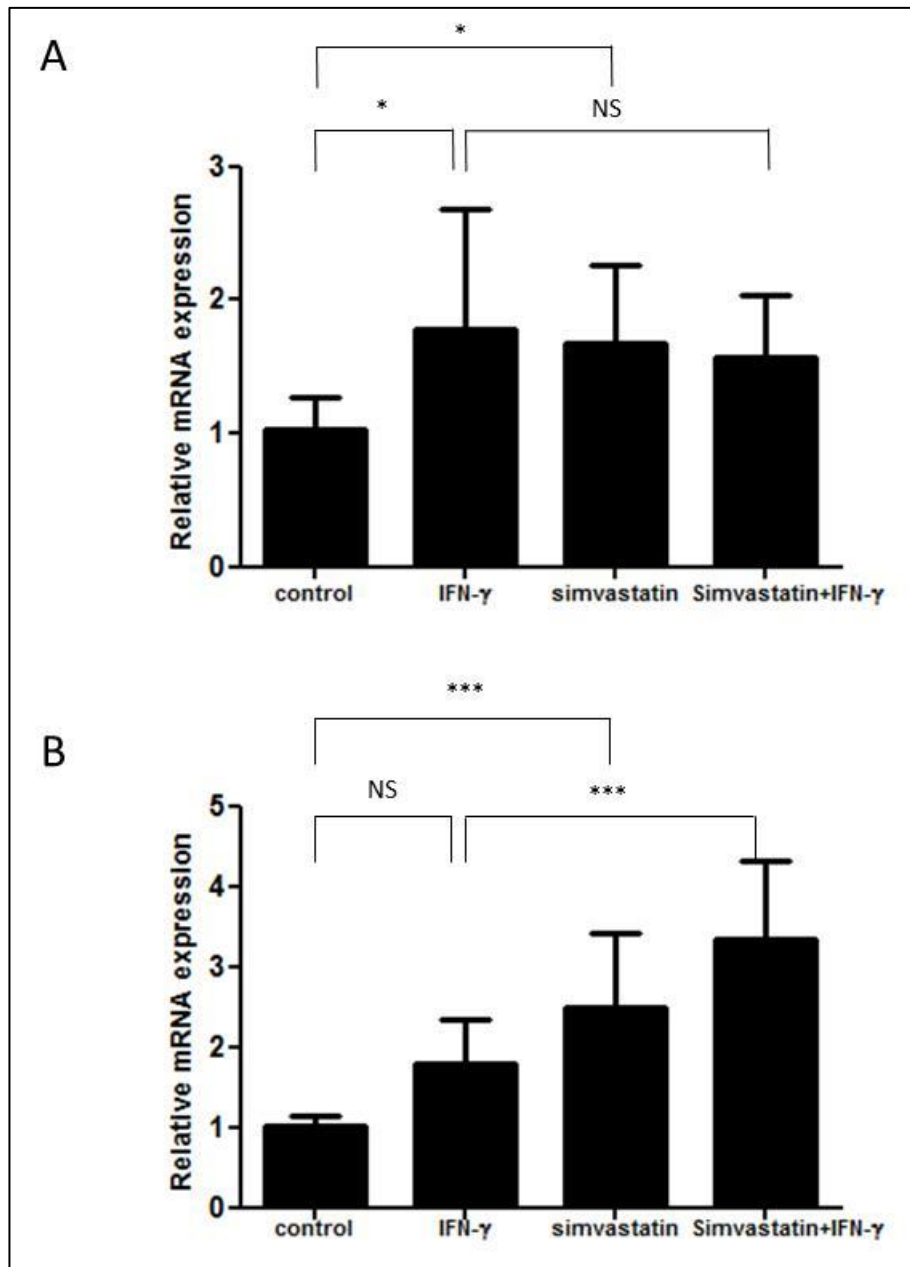 A
*
*
NS
3
2
1
0
Relative mRNA expression
control IFN-γ simvastatin Simvastatin+IFN-γ
***
B
NS
***
5
4
3
2
1
0
Relative mRNA expression
control IFN-γ simvastatin Simvastatin+IFN-γ